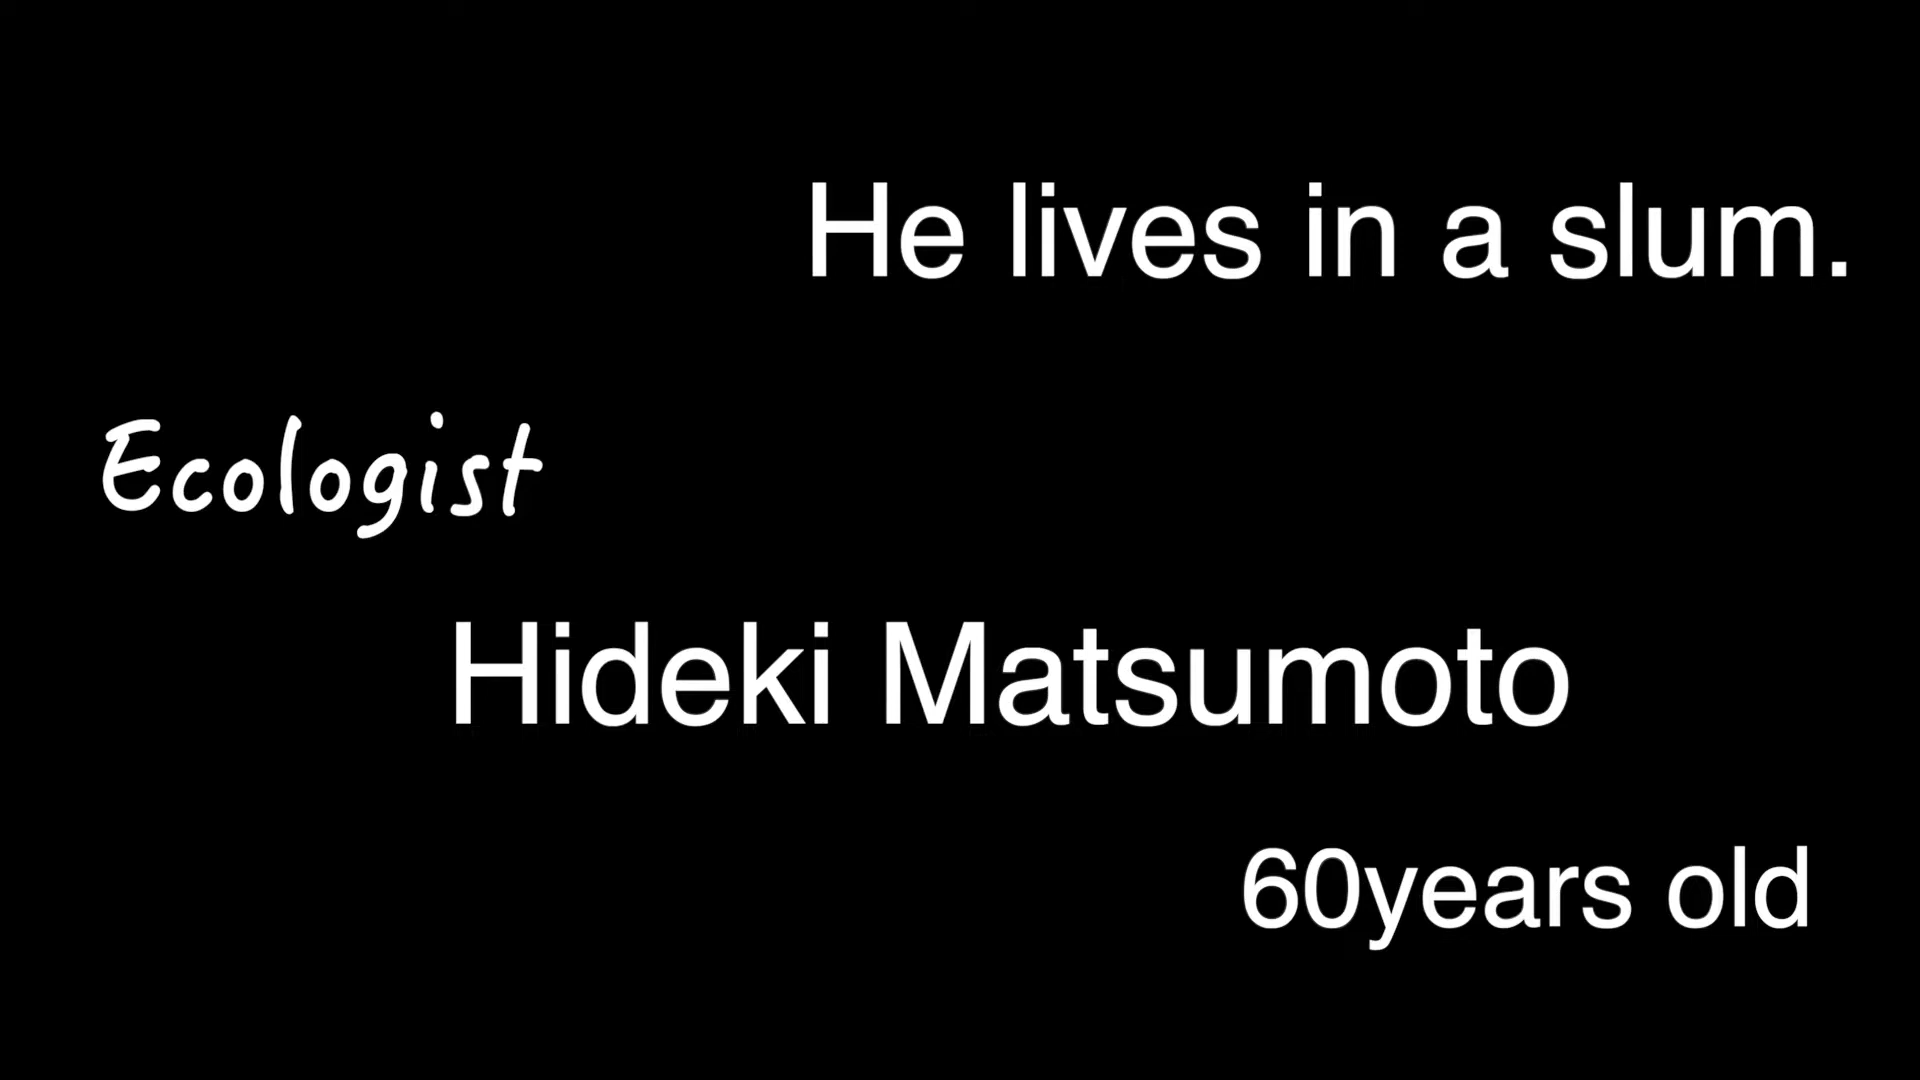 He lives in a slum.
Ecologist
Hideki Matsumoto
60years old